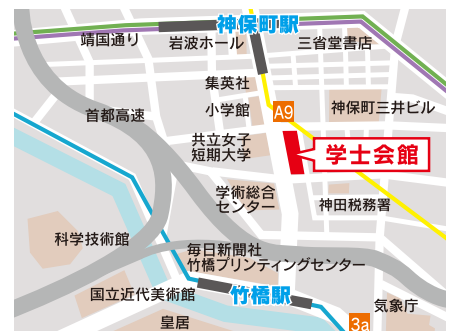 神保町駅
靖国通り
岩波ホール
三省堂書店
集英社
小学館
A9
神保町三井ビル
首都高速
共立女子
短期大学
学士会館
学術総合
センター
神田税務署
科学技術館
毎日新聞社
竹橋プリンティングセンター
国立近代美術館
竹橋駅
気象庁
皇居
3a